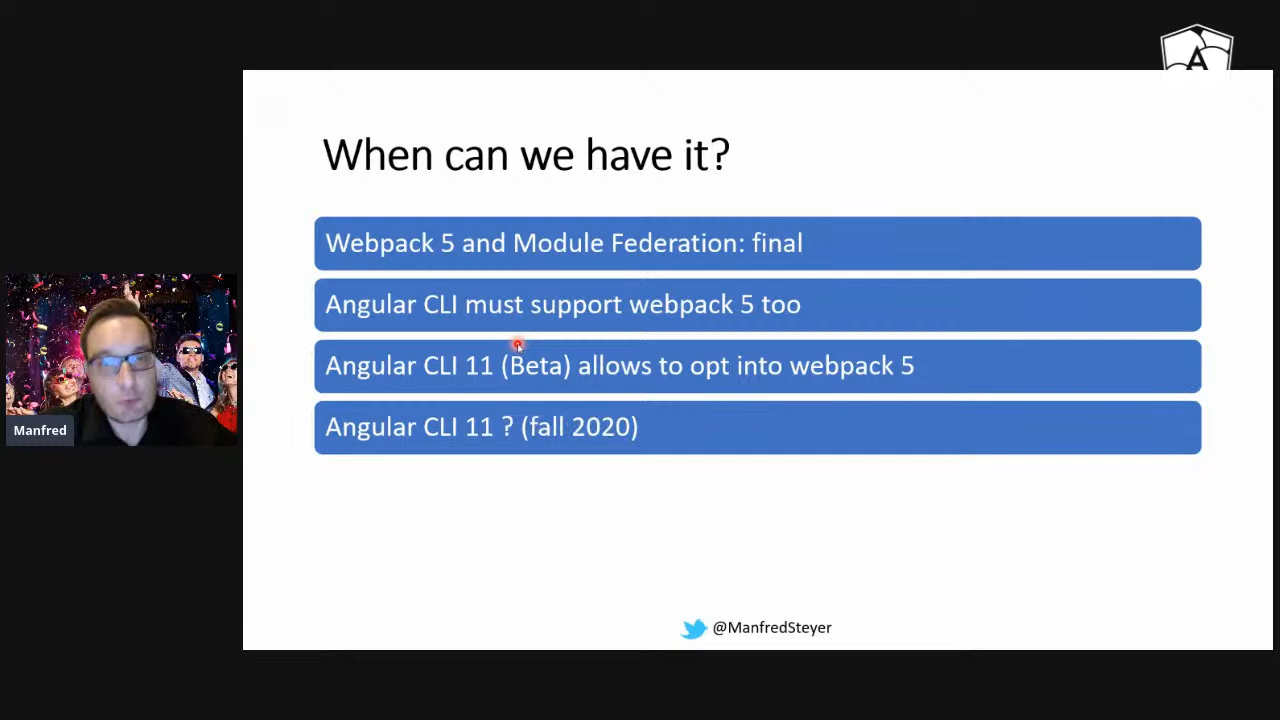 A
When can we have it?
Webpack 5 and Module Federation: final
Angular CLI must support webpack 5 too
Angular CLI 11 (Beta) allows to opt into webpack 5
Angular CLI 11 ? (fall 2020)
Manfred
@ManfredSteyer